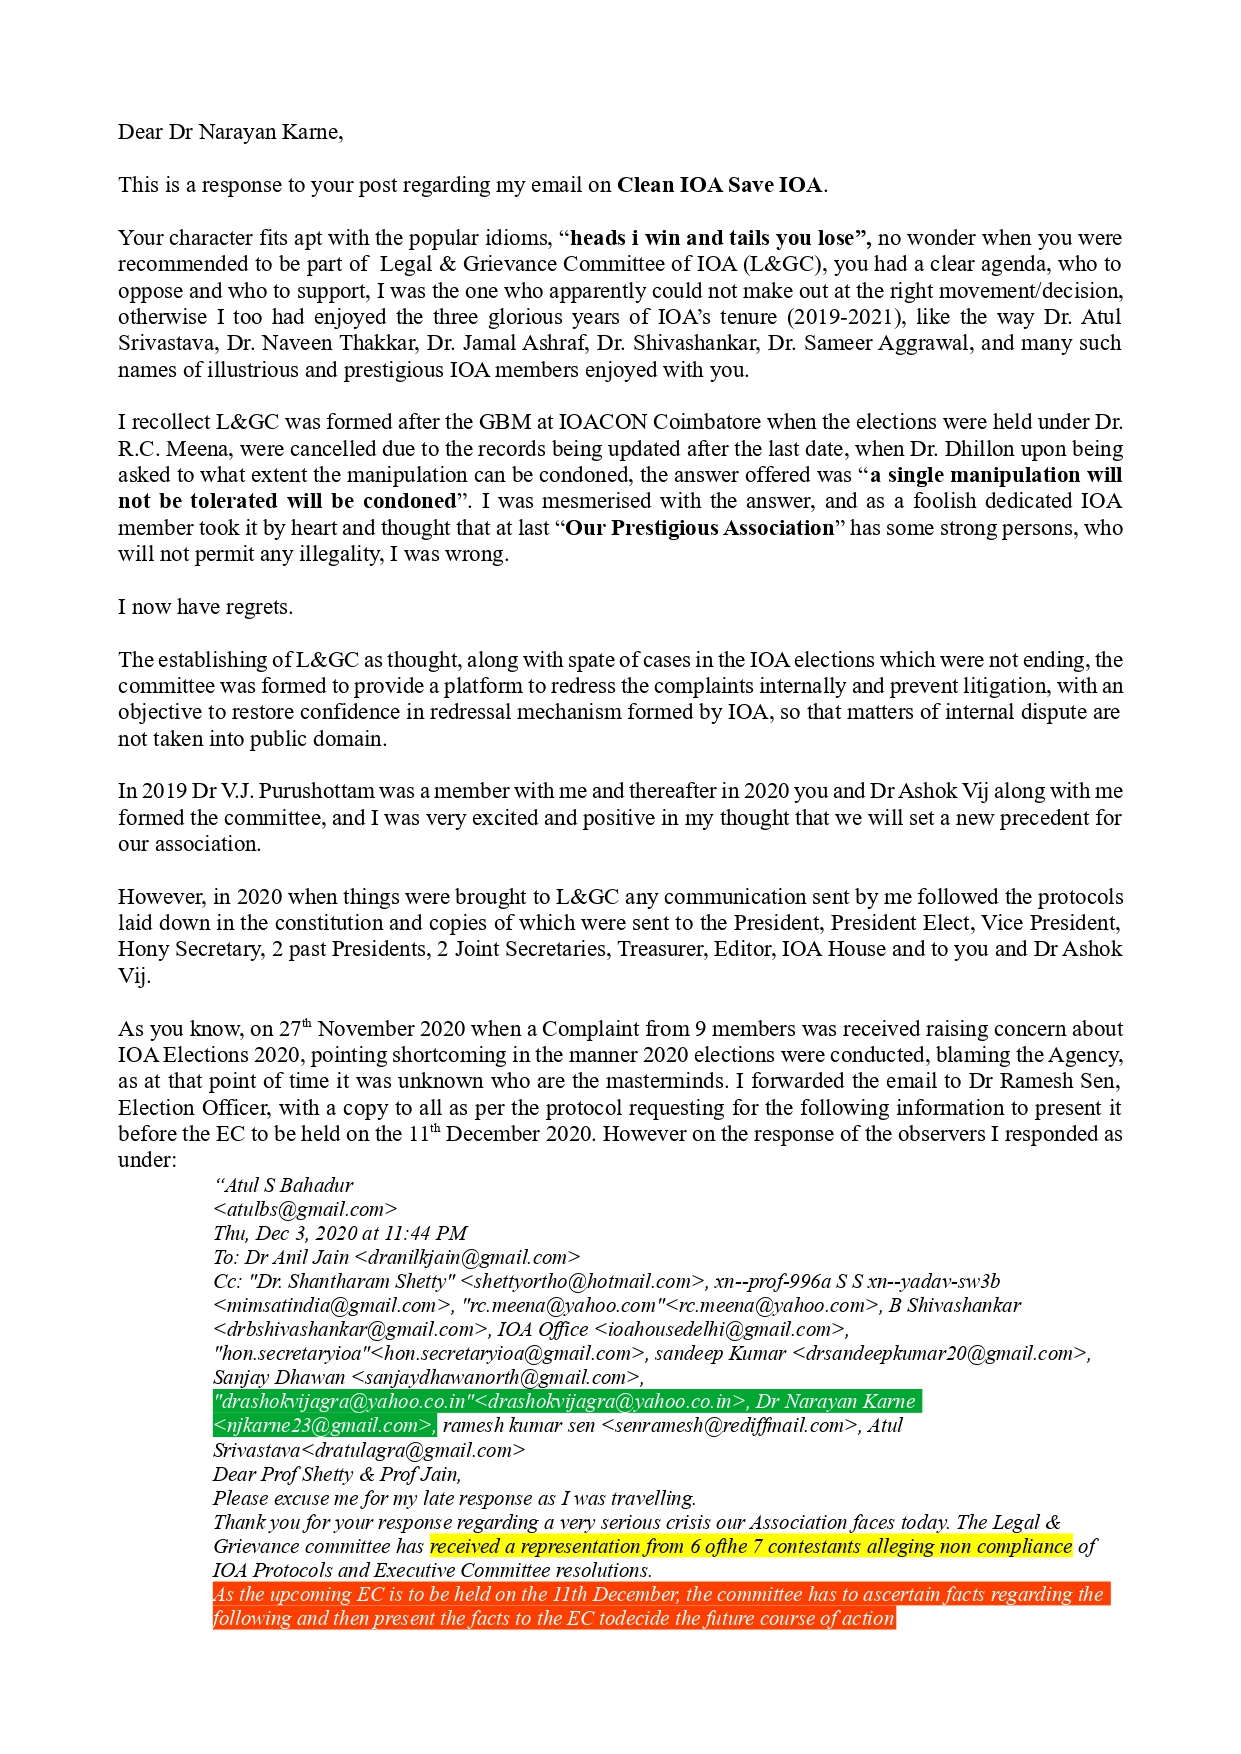 Dear Dr Narayan Karne,
This is a response to your post regarding my email on Clean IOA Save IOA.
Your character fits apt with the popular idioms, “heads i win and tails you lose”, no wonder when you were
recommended to be part of  Legal & Grievance Committee of IOA (L&GC), you had a clear agenda, who to
oppose and who to support, I was the one who apparently could not make out at the right movement/decision,
otherwise I too had enjoyed the three glorious years of IOA’s tenure (2019-2021), like the way Dr. Atul
Srivastava, Dr. Naveen Thakkar, Dr. Jamal Ashraf, Dr. Shivashankar, Dr. Sameer Aggrawal, and many such
names of illustrious and prestigious IOA members enjoyed with you.
I recollect L&GC was formed after the GBM at IOACON Coimbatore when the elections were held under Dr.
R.C. Meena, were cancelled due to the records being updated after the last date, when Dr. Dhillon upon being
asked to what extent the manipulation can be condoned, the answer offered was “a single manipulation will
not be tolerated will be condoned”. I was mesmerised with the answer, and as a foolish dedicated IOA
member took it by heart and thought that at last “Our Prestigious Association” has some strong persons, who
will not permit any illegality, I was wrong.
I now have regrets.
The establishing of L&GC as thought, along with spate of cases in the IOA elections which were not ending, the
committee was formed to provide a platform to redress the complaints internally and prevent litigation, with an
objective to restore confidence in redressal mechanism formed by IOA, so that matters of internal dispute are
not taken into public domain.
In 2019 Dr V.J. Purushottam was a member with me and thereafter in 2020 you and Dr Ashok Vij along with me
formed the committee, and I was very excited and positive in my thought that we will set a new precedent for
our association.
However, in 2020 when things were brought to L&GC any communication sent by me followed the protocols
laid down in the constitution and copies of which were sent to the President, President Elect, Vice President,
Hony Secretary, 2 past Presidents, 2 Joint Secretaries, Treasurer, Editor, IOA House and to you and Dr Ashok
Vij.
As you know, on 27th November 2020 when a Complaint from 9 members was received raising concern about
IOA Elections 2020, pointing shortcoming in the manner 2020 elections were conducted, blaming the Agency,
as at that point of time it was unknown who are the masterminds. I forwarded the email to Dr Ramesh Sen,
Election Officer, with a copy to all as per the protocol requesting for the following information to present it
before the EC to be held on the 11th December 2020. However on the response of the observers I responded as
under:
“Atul S Bahadur
<atulbs@gmail.com>
Thu, Dec 3, 2020 at 11:44 PM
To: Dr Anil Jain <dranilkjain@gmail.com>
Cc: "Dr. Shantharam Shetty" <shettyortho@hotmail.com>, xn--prof-996a S S xn--yadav-sw3b
<mimsatindia@gmail.com>, "rc.meena@yahoo.com"<rc.meena@yahoo.com>, B Shivashankar
<drbshivashankar@gmail.com>, IOA Office <ioahousedelhi@gmail.com>,
"hon.secretaryioa"<hon.secretaryioa@gmail.com>, sandeep Kumar <drsandeepkumar20@gmail.com>,
Sanjay Dhawan <sanjaydhawanorth@gmail.com>,
"drashokvijagra@yahoo.co.in"<drashokvijagra@yahoo.co.in>, Dr Narayan Karne
<njkarne23@gmail.com>, ramesh kumar sen <senramesh@rediffmail.com>, Atul
Srivastava<dratulagra@gmail.com>
Dear Prof Shetty & Prof Jain,
Please excuse me for my late response as I was travelling.
Thank you for your response regarding a very serious crisis our Association faces today. The Legal &
Grievance committee has received a representation from 6 ofthe 7 contestants alleging non compliance of
IOA Protocols and Executive Committee resolutions.
As the upcoming EC is to be held on the 11th December, the committee has to ascertain facts regarding the
following and then present the facts to the EC todecide the future course of action